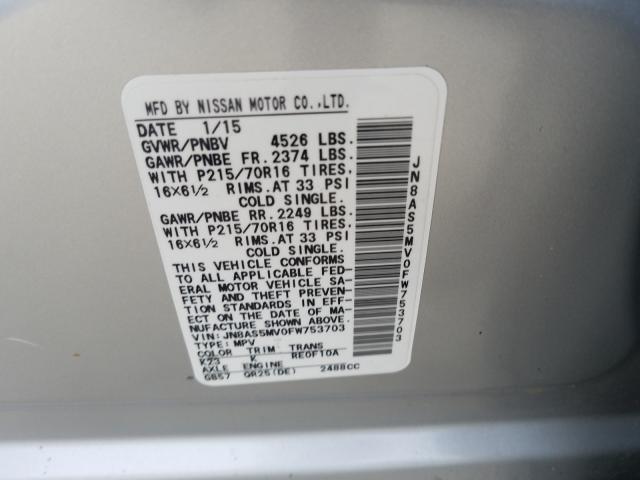 MFD BY NISSAN MOTOR CO.,LTD.
DATE 1/15
GVWR/PNBV 4526 LBS.
GAWR/PNBE FR. 2374 LBS.
WITH P215/70R16 TIRES,
16X6½ RIMS.AT 33 PSI
COLD SINGLE.
GAWR/PNBE RR. 2249 LBS.
WITH P215/70R16 TIRES,
16X6½ RIMS.AT 33 PSI
COLD SINGLE.
THIS VEHICLE CONFORMS
TO ALL APPLICABLE FED-
ERAL MOTOR VEHICLE SA-
FETY AND THEFT PREVEN-
TION STANDARDS IN EFF-
ECT ON THE DATE OF MA-
NUFACTURE SHOWN ABOVE.
VIN:JN8AS5MV0FW753703
TYPE: MPV
COLOR TRIM TRANS
K23 K RE0F10A
AXLE ENGINE
GB57 QR25(DE) 2488CC
JN8AS5MV0FW753703